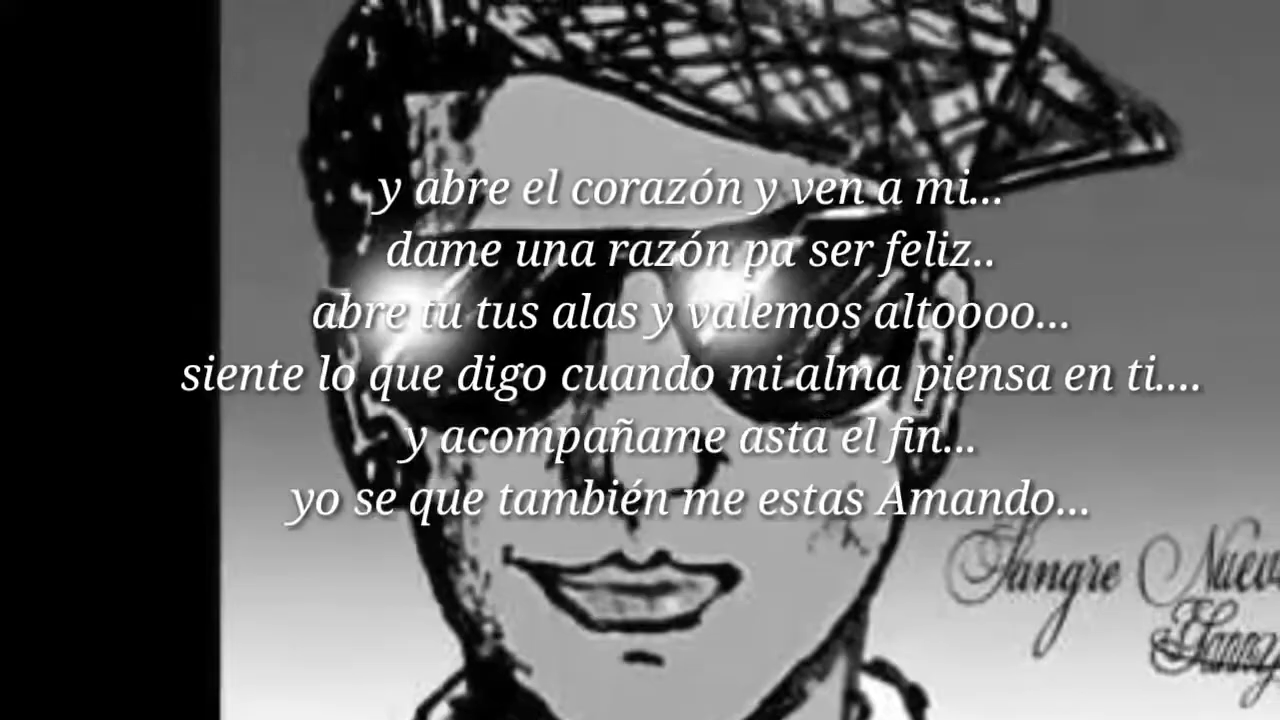 y abre el corazón y ven a mi...
dame una razón pa ser feliz..
abre tu tus alas y valemos altoooo...
siente lo que digo cuando mi alma piensa en ti....
y acompañame asta el fin...
yo se que también me estas Amando...
Sangre